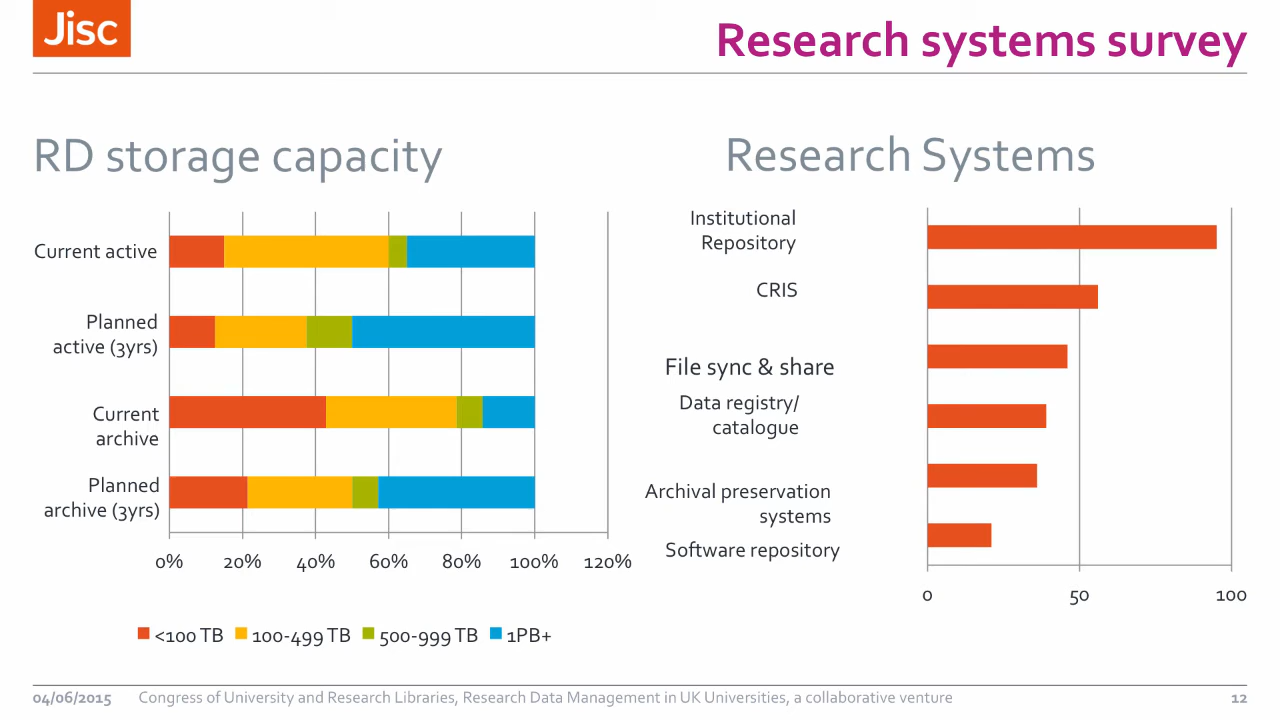 Jisc
Research systems survey
RD storage capacity
Current active
Planned
active (3yrs)
Current
archive
Planned
archive (3yrs)
0% 20% 40% 60% 80% 100% 120%
<100 TB 100-499 TB 500-999 TB 1PB+
Research Systems
Institutional
Repository
CRIS
File sync & share
Data registry/
catalogue
Archival preservation
systems
Software repository
0 50 100
04/06/2015 Congress of University and Research Libraries, Research Data Management in UK Universities, a collaborative venture 12